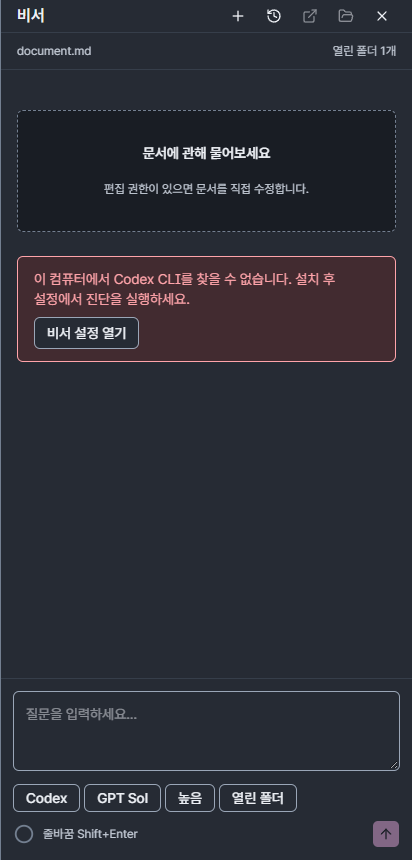 비서
document.md
열린 폴더 1개
문서에 관해 물어보세요
편집 권한이 있으면 문서를 직접 수정합니다.
이 컴퓨터에서 Codex CLI를 찾을 수 없습니다. 설치 후
설정에서 진단을 실행하세요.
비서 설정 열기
질문을 입력하세요...
Codex
GPT Sol
높음
열린 폴더
줄바꿈 Shift+Enter